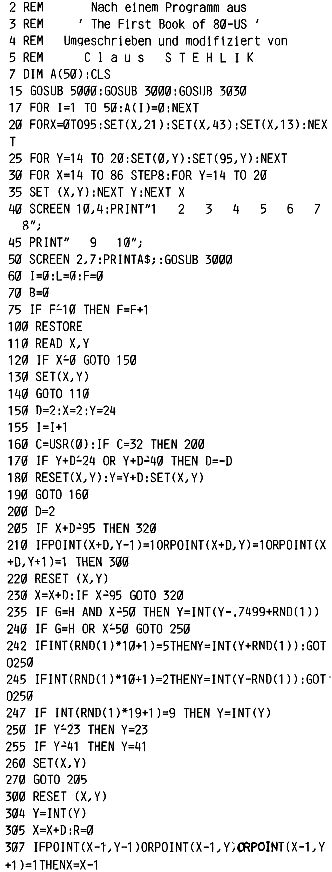 2 REM        Nach einem Programm aus
3 REM      ' The First Book of 80-US '
4 REM    Umgeschrieben und modifiziert von
5 REM       C l a u s   S T E H L I K
7 DIM A(50):CLS
15 GOSUB 5000:GOSUB 3000:GOSUB 3030
17 FOR I=1 TO 50:A(I)=0:NEXT
20 FORX=0TO95:SET(X,21):SET(X,43):SET(X,13):NEX
T
25 FOR Y=14 TO 20:SET(0,Y):SET(95,Y):NEXT
30 FOR X=14 TO 86 STEP8:FOR Y=14 TO 20
35 SET (X,Y):NEXT Y:NEXT X
40 SCREEN 10,4:PRINT"1   2   3   4   5   6   7
  8";
45 PRINT"   9   10";
50 SCREEN 2,7:PRINTA$;:GOSUB 3000
60 I=0:L=0:F=0
70 B=0
75 IF F-10 THEN F=F+1
100 RESTORE
110 READ X,Y
120 IF X-0 GOTO 150
130 SET(X,Y)
140 GOTO 110
150 D=2:X=2:Y=24
155 I=I+1
160 C=USR(0):IF C=32 THEN 200
170 IF Y+D-24 OR Y+D-40 THEN D=-D
180 RESET(X,Y):Y=Y+D:SET(X,Y)
190 GOTO 160
200 D=2
205 IF X+D-95 THEN 320
210 IFPOINT(X+D,Y-1)=1ORPOINT(X+D,Y)=1ORPOINT(X
+D,Y+1)=1 THEN 300
220 RESET (X,Y)
230 X=X+D:IF X-95 GOTO 320
235 IF G=H AND X-50 THEN Y=INT(Y-.7499+RND(1))
240 IF G=H OR X-50 GOTO 250
242 IFINT(RND(1)*10+1)=5THENY=INT(Y+RND(1)):GOT
O250
245 IFINT(RND(1)*10+1)=2THENY=INT(Y-RND(1)):GOT
O250
247 IF INT(RND(1)*19+1)=9 THEN Y=INT(Y)
250 IF Y-23 THEN Y=23
255 IF Y-41 THEN Y=41
260 SET(X,Y)
270 GOTO 205
300 RESET (X,Y)
304 Y=INT(Y)
305 X=X+D:R=0
307 IFPOINT(X-1,Y-1)ORPOINT(X-1,Y)ORPOINT(X-1,Y
+1)=1THENX=X-1